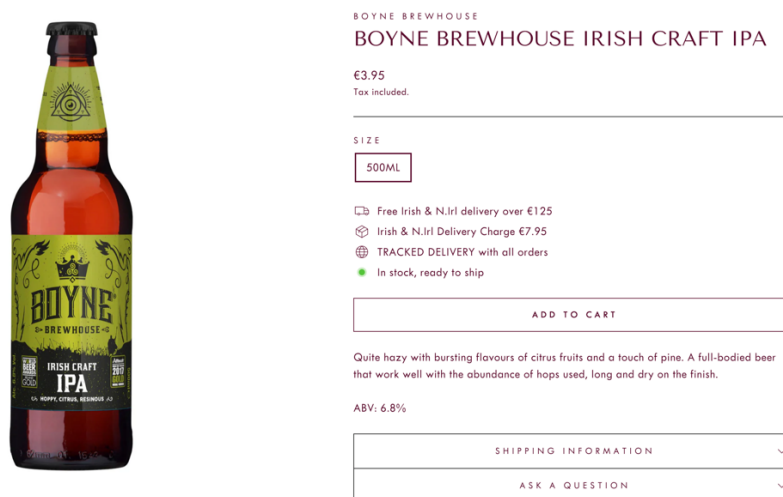 BOYNE BREWHOUSE
BOYNE BREWHOUSE IRISH CRAFT IPA
€3.95
Tax included.
SIZE
500ML
Free Irish & N.Irl delivery over €125
Irish & N.Irl Delivery Charge €7.95
TRACKED DELIVERY with all orders
In stock, ready to ship
ADD TO CART
Quite hazy with bursting flavours of citrus fruits and a touch of pine. A full-bodied beer
that work well with the abundance of hops used, long and dry on the finish.
ABV: 6.8%
SHIPPING INFORMATION
ASK A QUESTION
BOYNE
BREWHOUSE
BEER
GOLD
2017
GOLD
IRISH CRAFT
IPA
HOPPY, CITRUS, RESINOUS